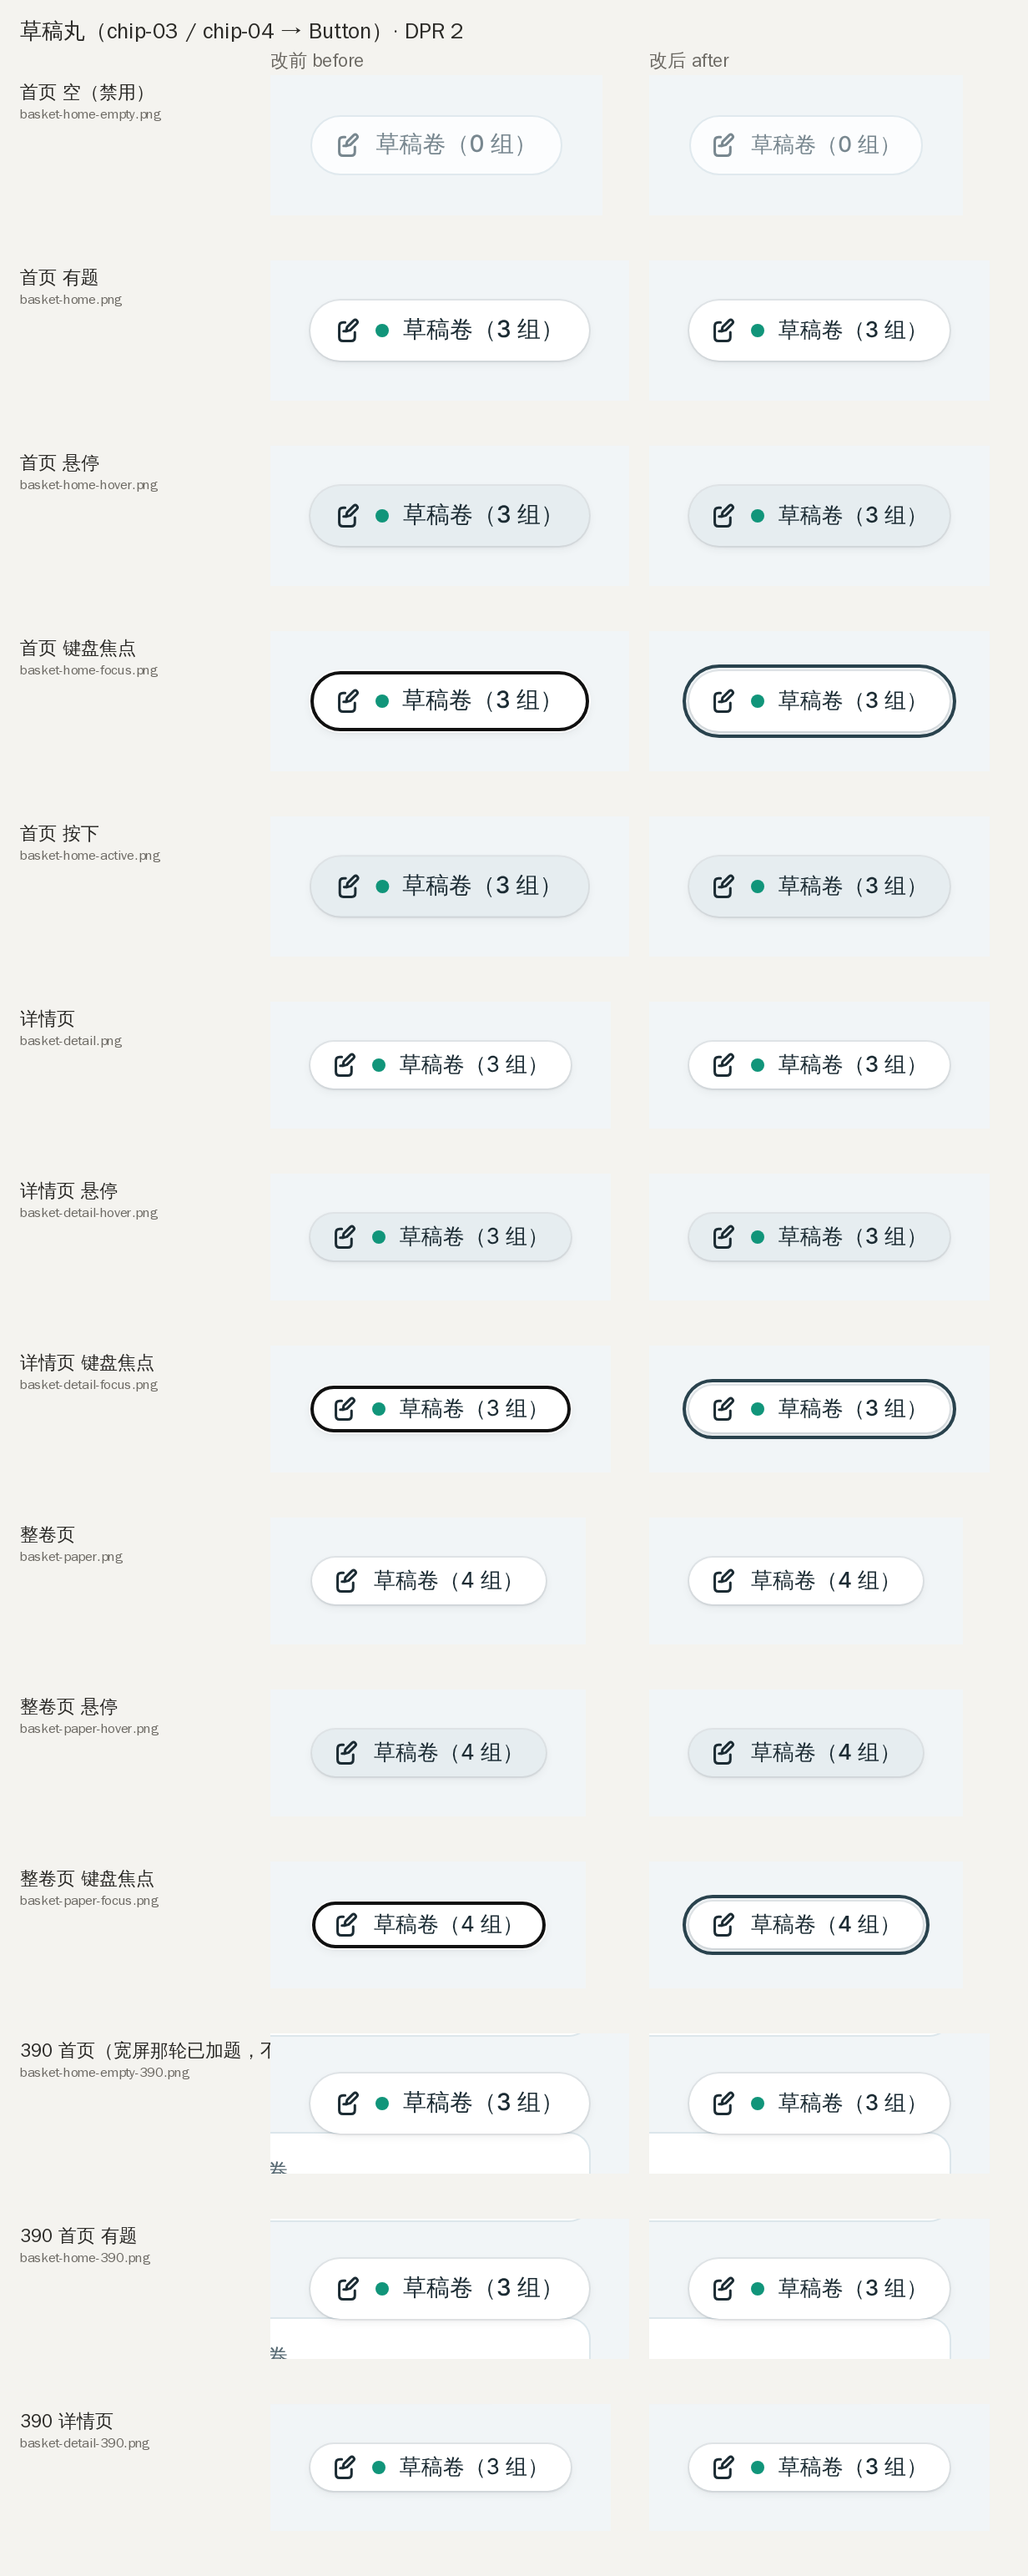 草稿丸（chip-03 / chip-04 → Button）· DPR 2
改前 before
改后 after
首页 空（禁用）
basket-home-empty.png
草稿卷（0 组）
草稿卷（0 组）
首页 有题
basket-home.png
草稿卷（3 组）
草稿卷（3 组）
首页 悬停
basket-home-hover.png
草稿卷（3 组）
草稿卷（3 组）
首页 键盘焦点
basket-home-focus.png
草稿卷（3 组）
草稿卷（3 组）
首页 按下
basket-home-active.png
草稿卷（3 组）
草稿卷（3 组）
详情页
basket-detail.png
草稿卷（3 组）
草稿卷（3 组）
详情页 悬停
basket-detail-hover.png
草稿卷（3 组）
草稿卷（3 组）
详情页 键盘焦点
basket-detail-focus.png
草稿卷（3 组）
草稿卷（3 组）
整卷页
basket-paper.png
草稿卷（4 组）
草稿卷（4 组）
整卷页 悬停
basket-paper-hover.png
草稿卷（4 组）
草稿卷（4 组）
整卷页 键盘焦点
basket-paper-focus.png
草稿卷（4 组）
草稿卷（4 组）
390 首页（宽屏那轮已加题，不
basket-home-empty-390.png
草稿卷（3 组）
草稿卷（3 组）
卷
390 首页 有题
basket-home-390.png
草稿卷（3 组）
草稿卷（3 组）
卷
390 详情页
basket-detail-390.png
草稿卷（3 组）
草稿卷（3 组）